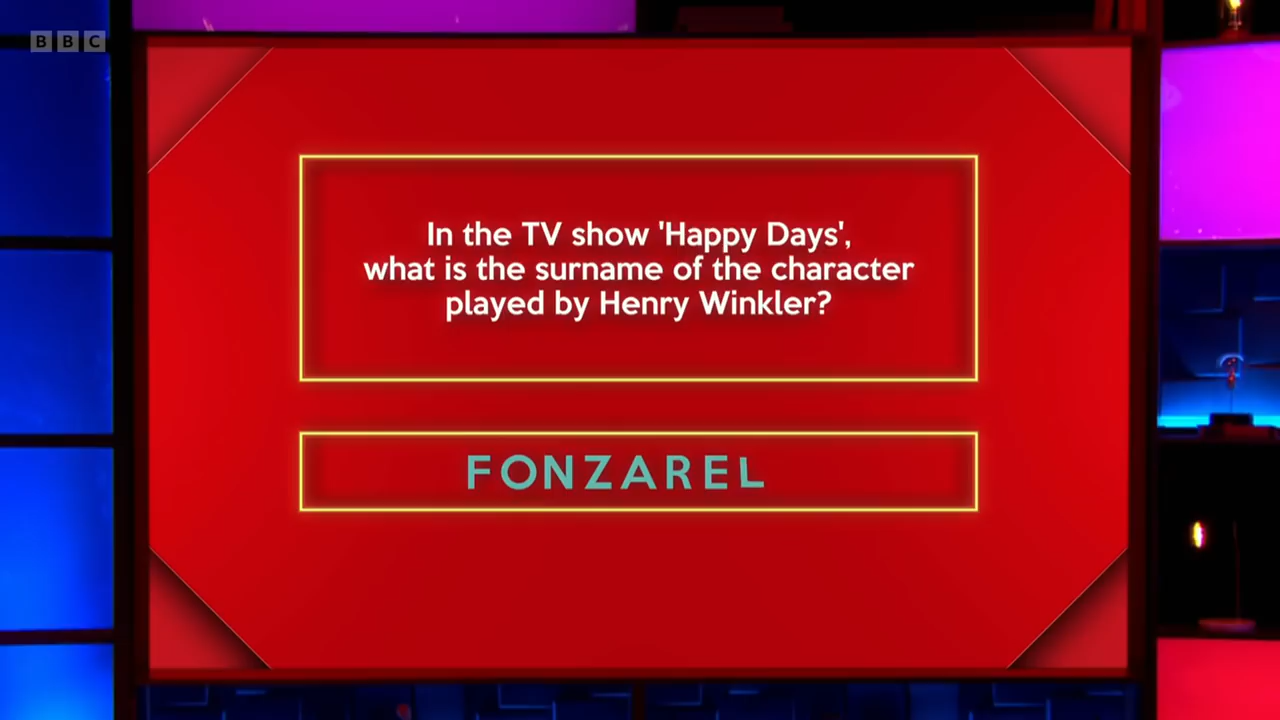 BBC
In the TV show 'Happy Days',
what is the surname of the character
played by Henry Winkler?
FONZAREL